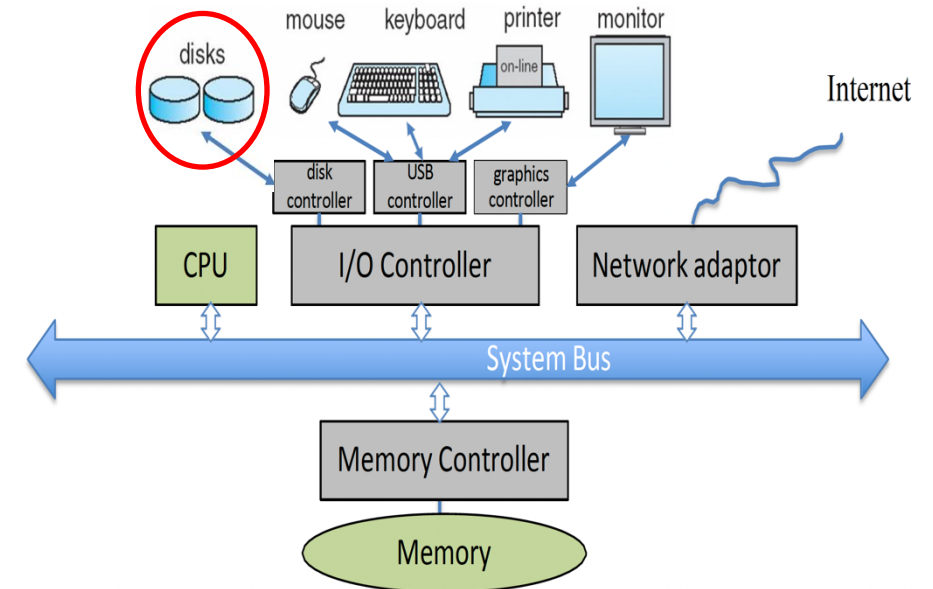 mouse
keyboard
printer
monitor
disks
on-line
Internet
disk
controller
USB
controller
graphics
controller
CPU
I/O Controller
Network adaptor
System Bus
Memory Controller
Memory